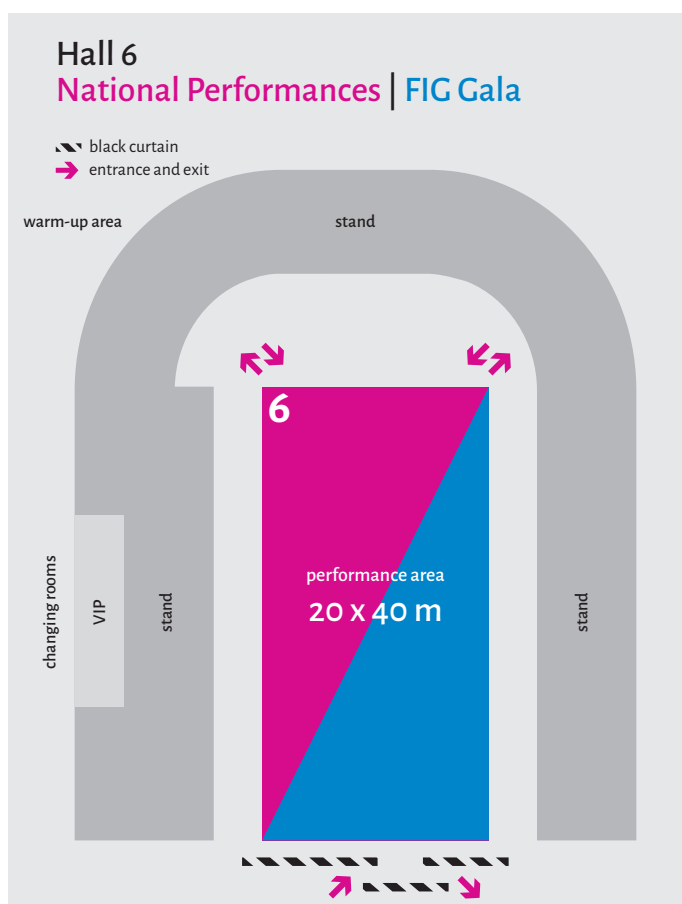 Hall 6
National Performances | FIG Gala
black curtain
entrance and exit
warm-up area
stand
6
performance area
20 x 40 m
changing rooms
VIP
stand
stand